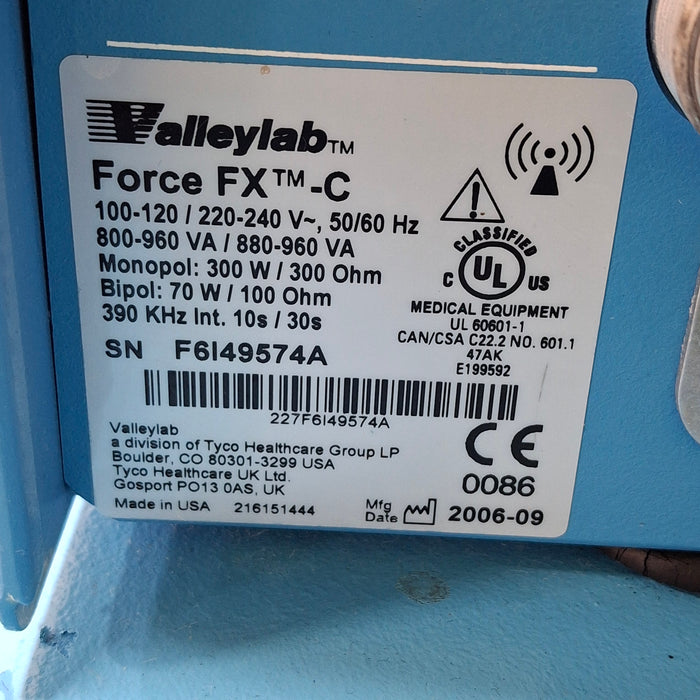 Valleylab™
Force FX™-C
100-120 / 220-240 V~, 50/60 Hz
800-960 VA / 880-960 VA
Monopol: 300 W / 300 Ohm
Bipol: 70 W / 100 Ohm
390 KHz Int. 10s / 30s
SN F6I49574A
CLASSIFIED
C UL US
MEDICAL EQUIPMENT
UL 60601-1
CAN/CSA C22.2 NO. 601.1
47AK
E199592
227F6I49574A
Valleylab
a division of Tyco Healthcare Group LP
Boulder, CO 80301-3299 USA
Tyco Healthcare UK Ltd.
Gosport PO13 0AS, UK
Made in USA 216151444
CE
0086
Mfg
Date 2006-09